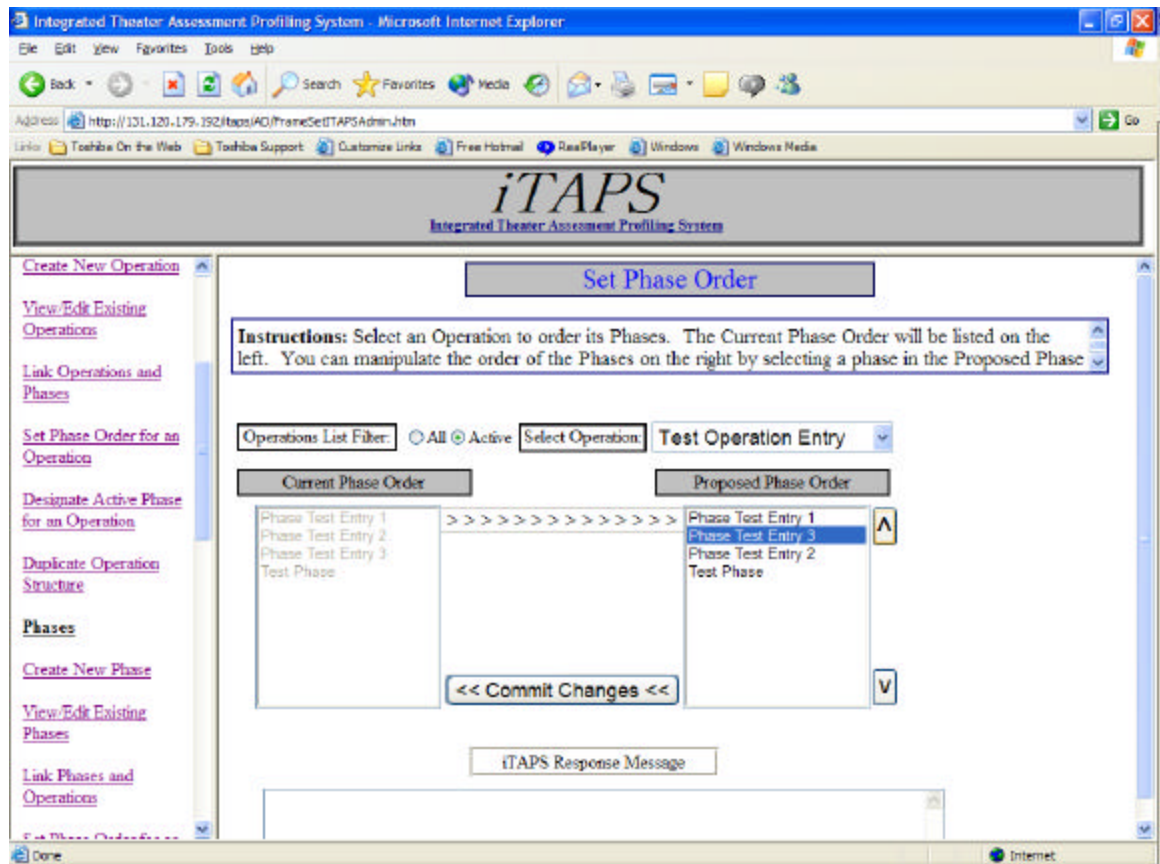 Integrated Theater Assessment Profiling System - Microsoft Internet Explorer
File Edit View Favorites Tools Help
Back Search Favorites Media
Address http://131.120.179.192/itaps/AO/FrameSetITAPSAdmin.htm Go
Links Toshiba On the Web Toshiba Support Customize Links Free Hotmail RealPlayer Windows Windows Media
iTAPS
Integrated Theater Assessment Profiling System
Create New Operation
View/Edit Existing
Operations
Link Operations and
Phases
Set Phase Order for an
Operation
Designate Active Phase
for an Operation
Duplicate Operation
Structure
Phases
Create New Phase
View/Edit Existing
Phases
Link Phases and
Operations
Set Phase Order for an
Set Phase Order
Instructions: Select an Operation to order its Phases. The Current Phase Order will be listed on the
left. You can manipulate the order of the Phases on the right by selecting a phase in the Proposed Phase
Operations List Filter: All Active Select Operation: Test Operation Entry
Current Phase Order
Phase Test Entry 1
Phase Test Entry 2
Phase Test Entry 3
Test Phase
> > > > > > > > > > > > > >
<< Commit Changes <<
Proposed Phase Order
Phase Test Entry 1
Phase Test Entry 3
Phase Test Entry 2
Test Phase
Λ
V
iTAPS Response Message
Done Internet